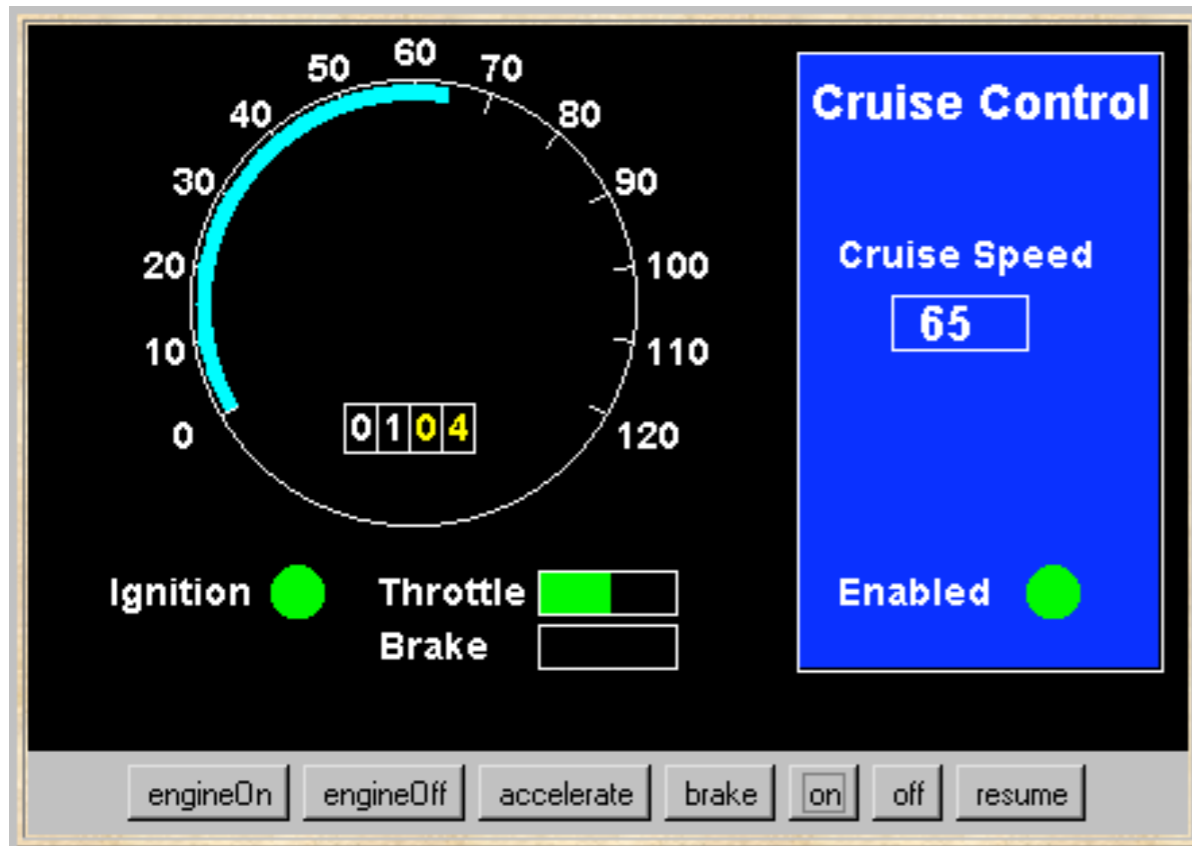 60
50 70
40 80
30 90
20 100
10 110
0 120
0104
Ignition
Throttle
Brake
Cruise Control
Cruise Speed
65
Enabled
engineOn engineOff accelerate brake on off resume